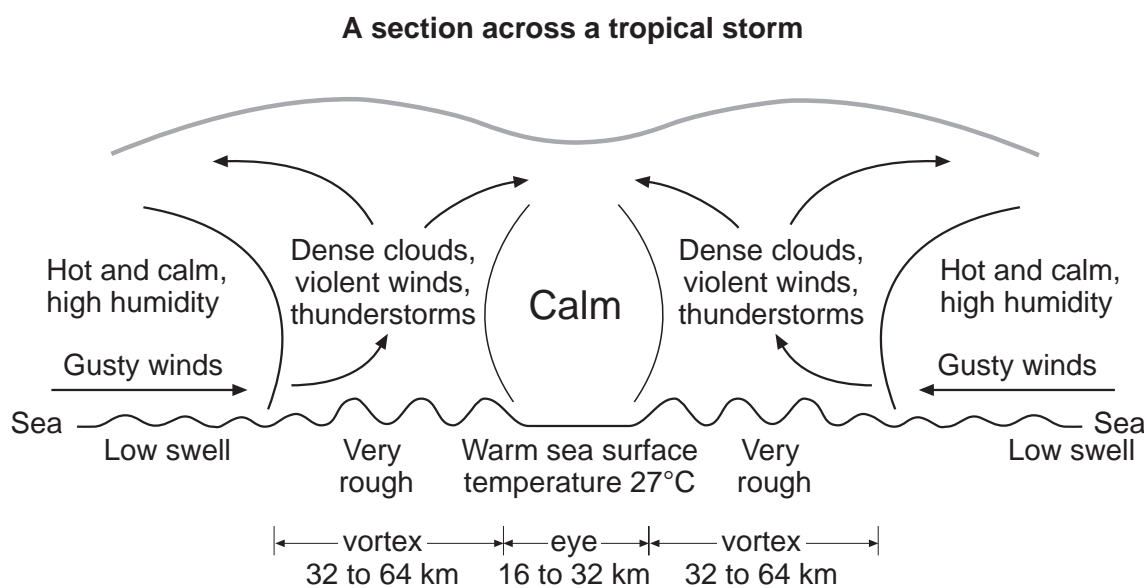 A section across a tropical storm
Hot and calm,
high humidity
Dense clouds,
violent winds,
thunderstorms
Calm
Dense clouds,
violent winds,
thunderstorms
Hot and calm,
high humidity
Gusty winds
Gusty winds
Sea
Sea
Low swell
Very
rough
Warm sea surface
temperature 27°C
Very
rough
Low swell
vortex
32 to 64 km
eye
16 to 32 km
vortex
32 to 64 km